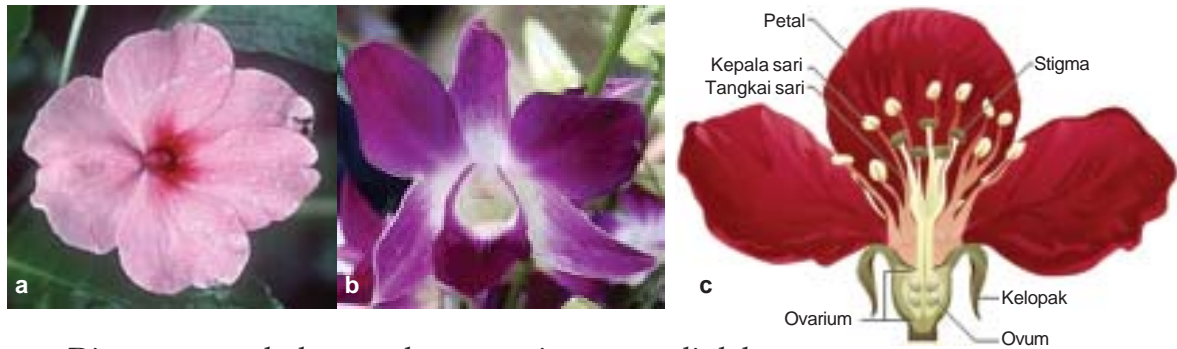 Petal
Kepala sari
Tangkai sari
Stigma
a
b
c
Kelopak
Ovarium
Ovum